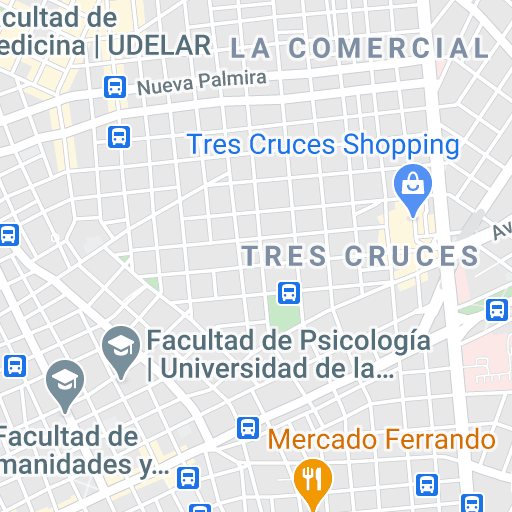 acultad de
edicina | UDELAR
LA COMERCIAL
Nueva Palmira
Tres Cruces Shopping
Av
TRES CRUCES
Facultad de Psicología
| Universidad de la...
Facultad de
manidades y...
Mercado Ferrando